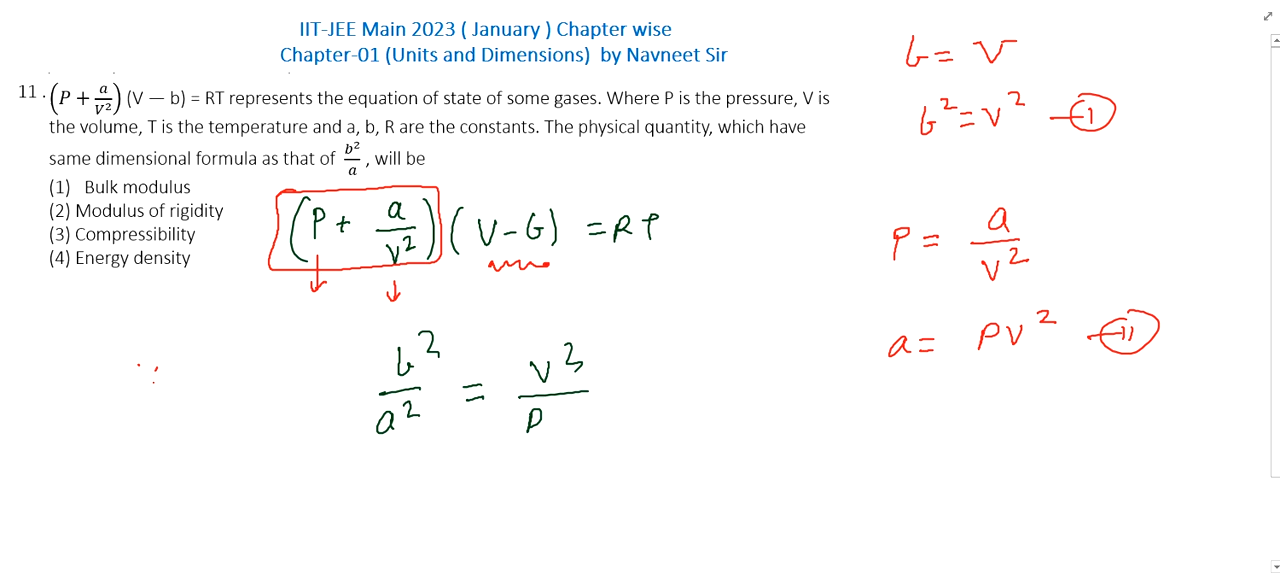 IIT-JEE Main 2023 ( January ) Chapter wise
Chapter-01 (Units and Dimensions) by Navneet Sir
11. (P + a/V²) (V — b) = RT represents the equation of state of some gases. Where P is the pressure, V is
the volume, T is the temperature and a, b, R are the constants. The physical quantity, which have
same dimensional formula as that of b²/a , will be
(1) Bulk modulus
(2) Modulus of rigidity
(3) Compressibility
(4) Energy density
(P + a/v²) (v-b) = RT
b²/a² = v²/P
b = V
b² = v² —(1)
P = a/v²
a = PV² —(11)